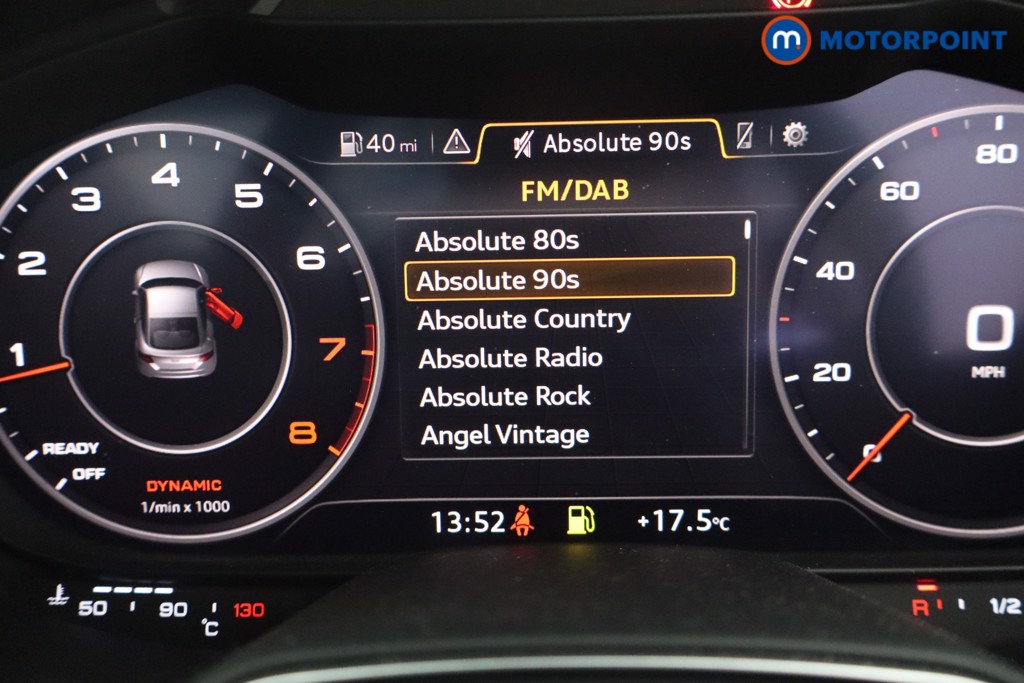 m MOTORPOINT
40 mi
Absolute 90s
FM/DAB
Absolute 80s
Absolute 90s
Absolute Country
Absolute Radio
Absolute Rock
Angel Vintage
1
2
3
4
5
6
7
8
READY
OFF
DYNAMIC
1/min x 1000
0
20
40
60
80
0
MPH
13:52
+17.5°C
50
90
130
°C
R
1/2